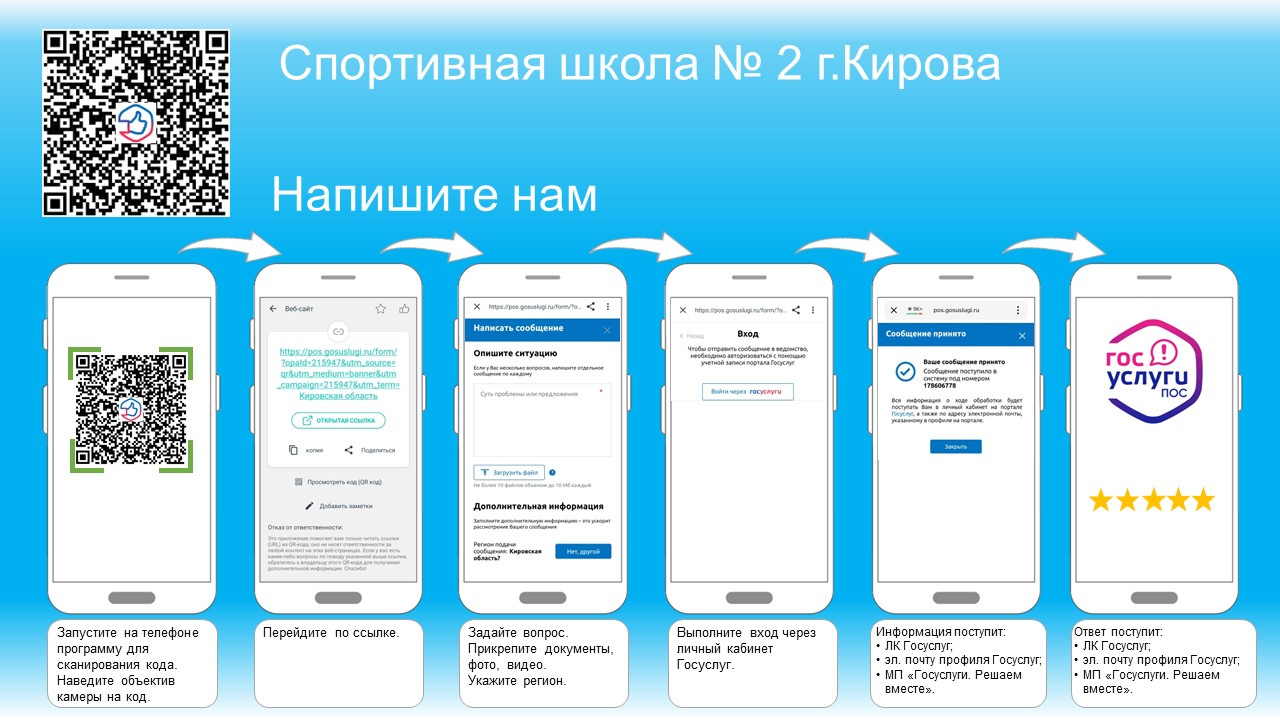 Спортивная школа № 2 г.Кирова
Напишите нам
Веб-сайт
https://pos.gosuslugi.ru/form/
?opaId=215947&utm_source=
qr&utm_medium=banner&utm
_campaign=215947&utm_term=
Кировская область
ОТКРЫТАЯ ССЫЛКА
копия
Поделиться
Просмотреть код (QR код)
Добавить заметки
Отказ от ответственности:
Это приложение помогает вам только читать ссылки
(URL) из QR-кода, оно не несет ответственности за
любой контент на этих веб-страницах. Если у вас есть
какие-либо вопросы по поводу указанной выше ссылки,
обратитесь к владельцу этого QR-кода для получения
дополнительной информации. Спасибо!
https://pos.gosuslugi.ru/form/?o...
Написать сообщение
Опишите ситуацию
Если у Вас несколько вопросов, напишите отдельное
сообщение по каждому
Суть проблемы или предложения *
Загрузить файл
Не более 10 файлов объемом до 10 Мб каждый
Дополнительная информация
Заполните дополнительную информацию – это ускорит
рассмотрение Вашего сообщения
Регион подачи
сообщения: Кировская
область?
Нет, другой
https://pos.gosuslugi.ru/form/?o...
Назад
Вход
Чтобы отправить сообщение в ведомство,
необходимо авторизоваться с помощью
учетной записи портала Госуслуг
Войти через госуслуги
pos.gosuslugi.ru
Сообщение принято
Ваше сообщение принято
Сообщение поступило в
систему под номером
178606778
Вся информация о ходе обработки будет
поступать Вам в личный кабинет на портале
Госуслуг, а также по адресу электронной почты,
указанному в профиле на портале.
Закрыть
гос
услуги
пос
Запустите на телефоне
программу для
сканирования кода.
Наведите объектив
камеры на код.
Перейдите по ссылке.
Задайте вопрос.
Прикрепите документы,
фото, видео.
Укажите регион.
Выполните вход через
личный кабинет
Госуслуг.
Информация поступит:
• ЛК Госуслуг;
• эл. почту профиля Госуслуг;
• МП «Госуслуги. Решаем
вместе».
Ответ поступит:
• ЛК Госуслуг;
• эл. почту профиля Госуслуг;
• МП «Госуслуги. Решаем
вместе».